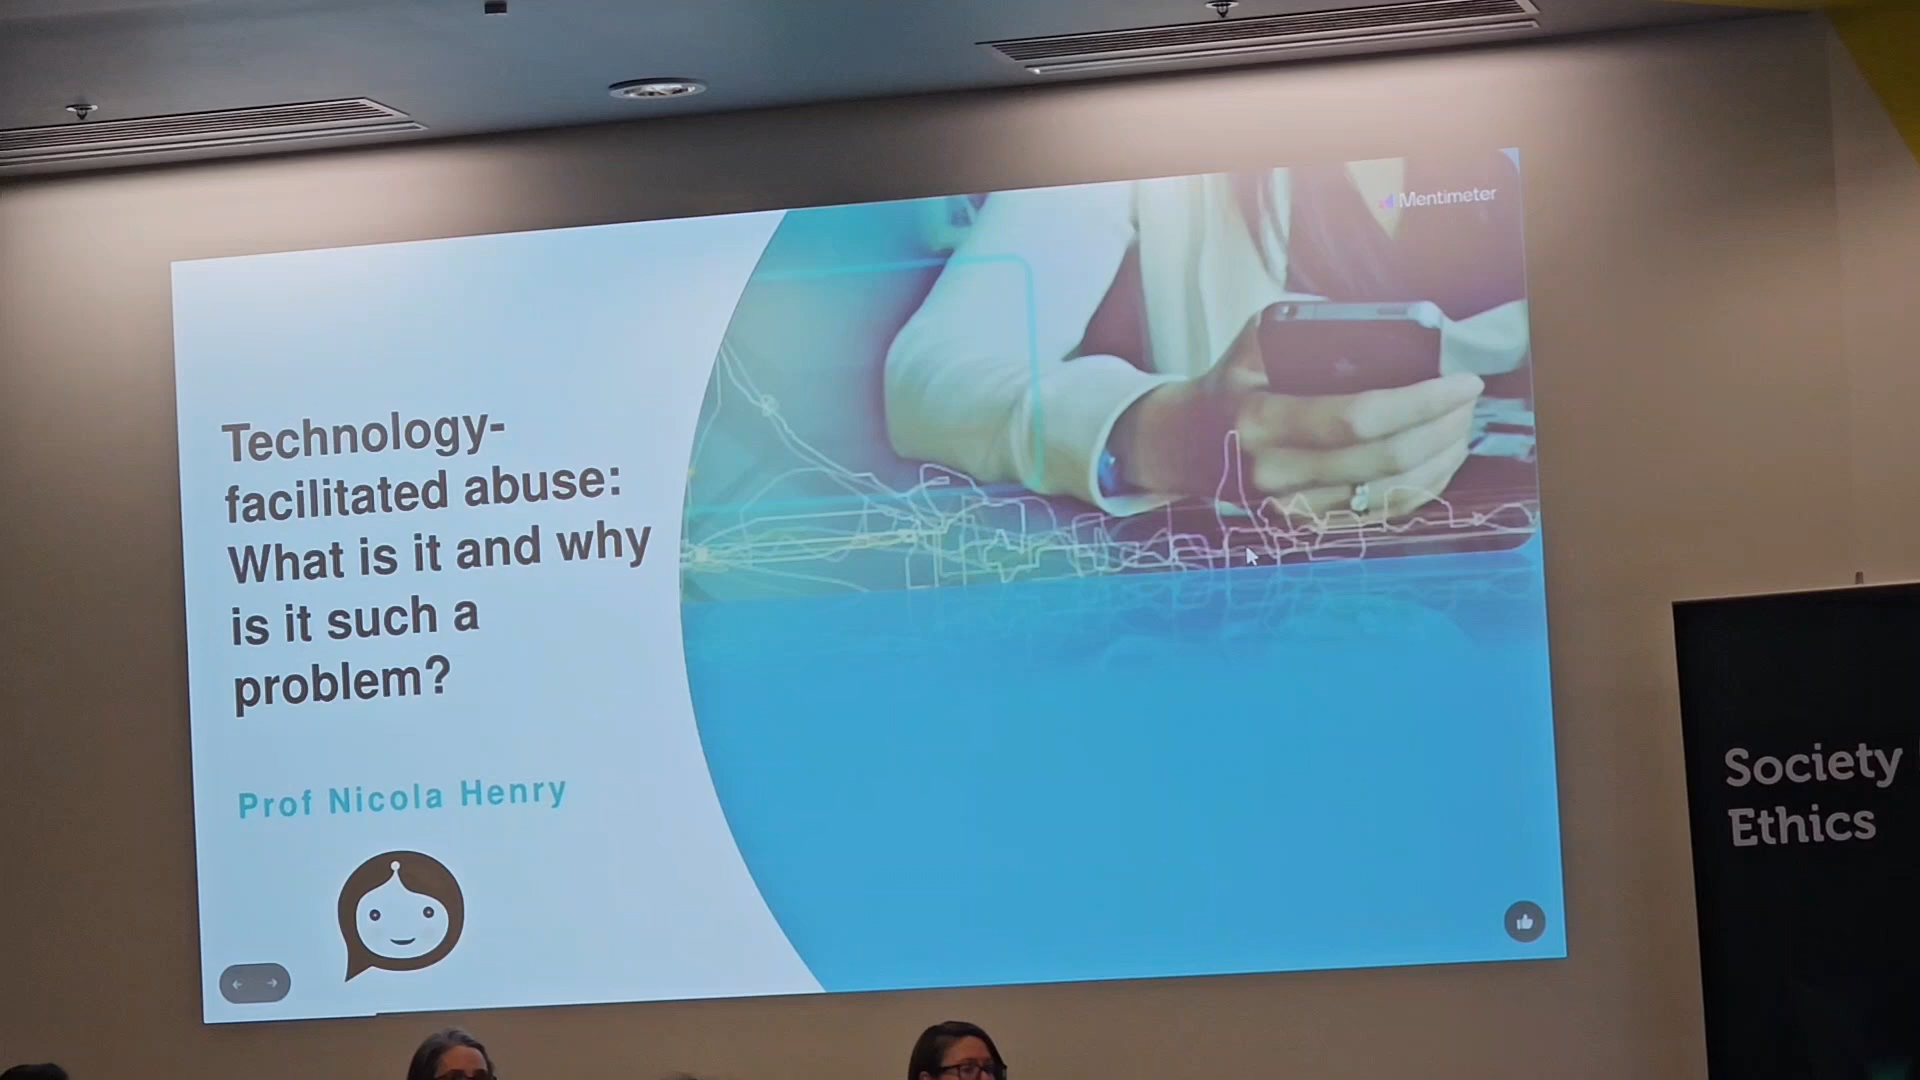 Mentimeter
Technology-
facilitated abuse:
What is it and why
is it such a
problem?
Prof Nicola Henry
Society
Ethics